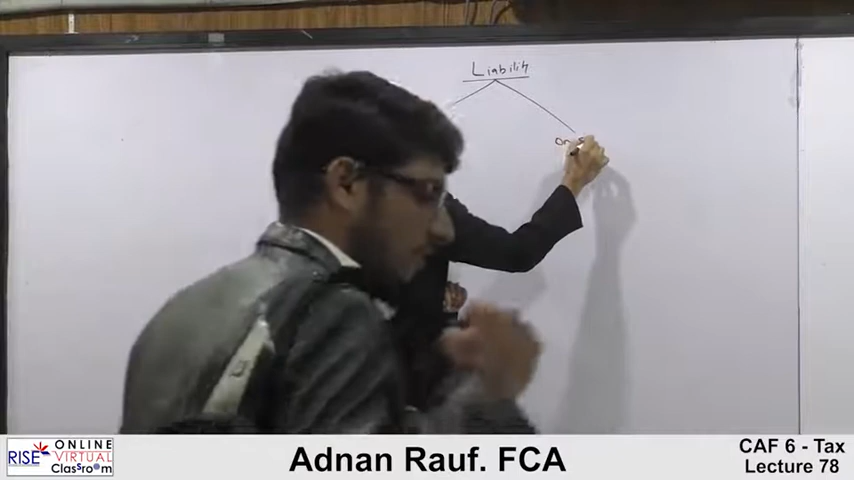 Liability
RISE ONLINE
VIRTUAL
ClassRoom
Adnan Rauf. FCA
CAF 6 - Tax
Lecture 78